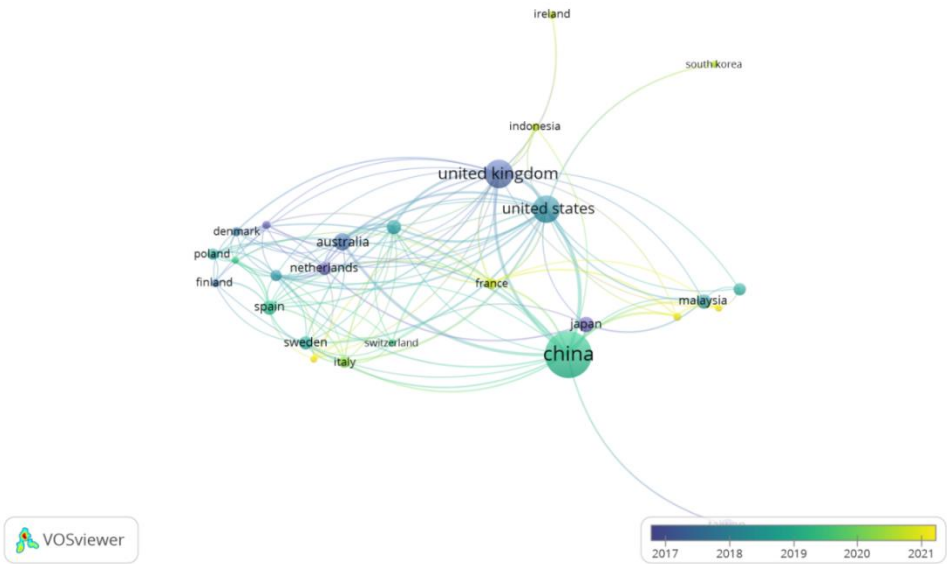 ireland
south korea
indonesia
united kingdom
united states
denmark
australia
poland
netherlands
finland
france
spain
malaysia
japan
sweden
switzerland
china
italy
VOSviewer
2017 2018 2019 2020 2021